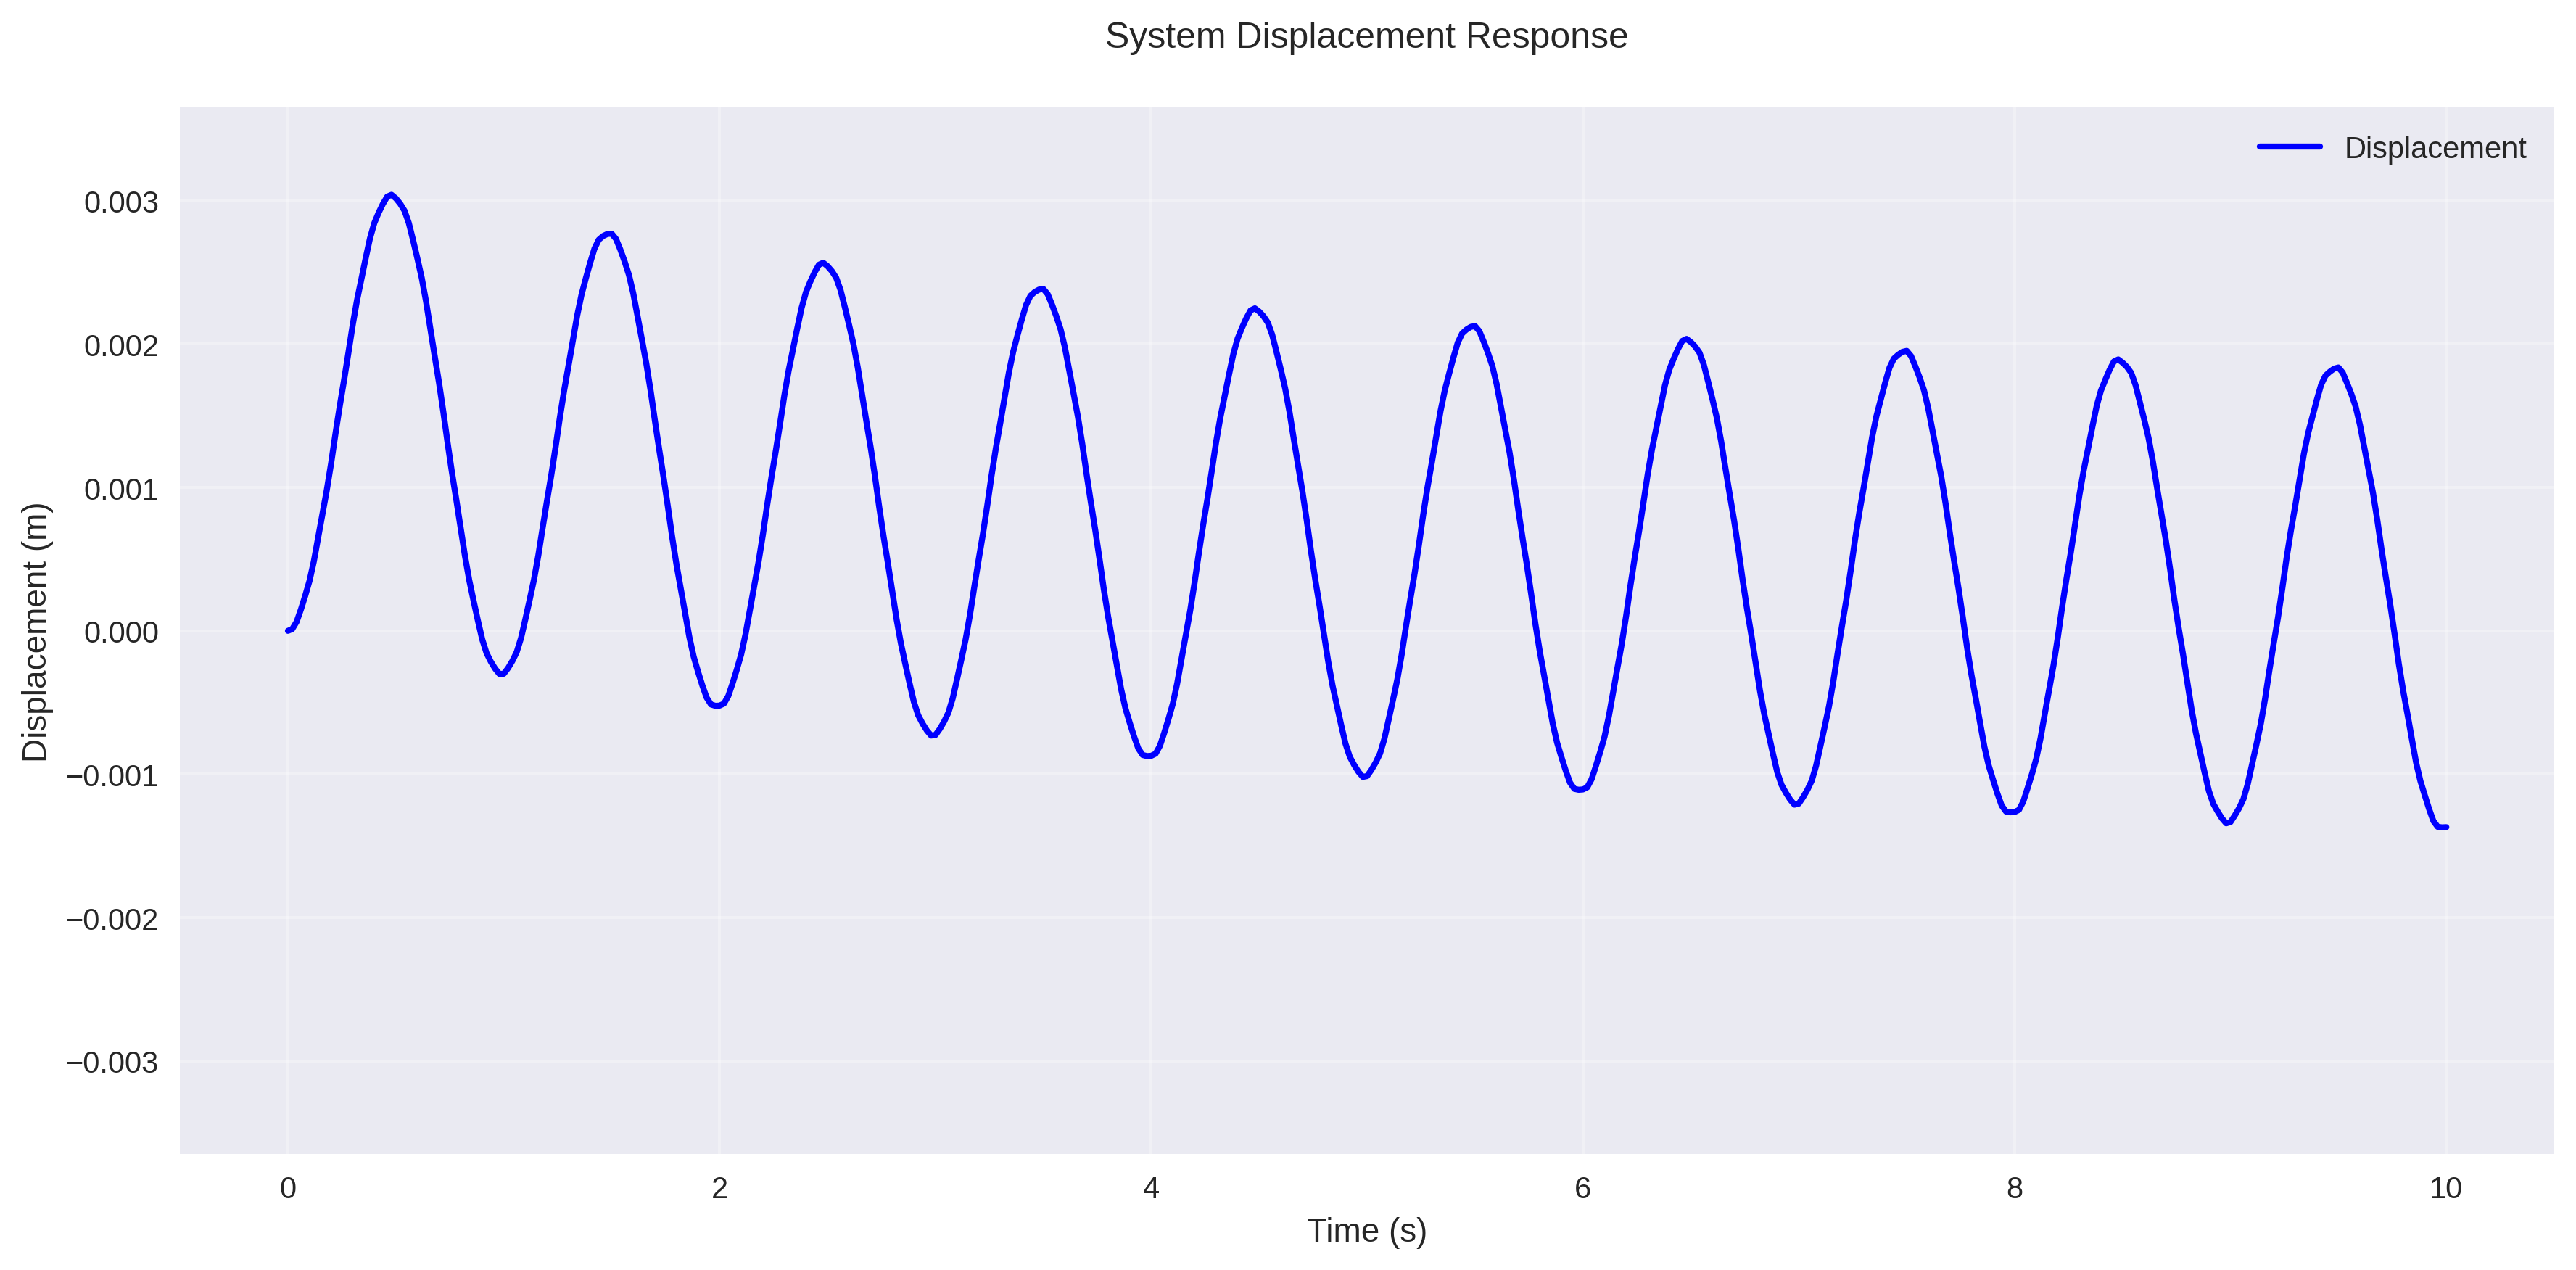 System Displacement Response
Displacement
Displacement (m)
0.003
0.002
0.001
0.000
−0.001
−0.002
−0.003
0 2 4 6 8 10
Time (s)